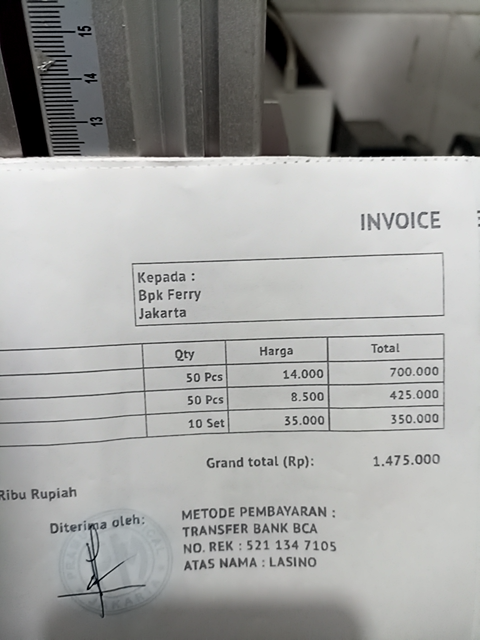 15
14
13
INVOICE
Kepada :
Bpk Ferry
Jakarta
Qty Harga Total
50 Pcs 14.000 700.000
50 Pcs 8.500 425.000
10 Set 35.000 350.000
Grand total (Rp): 1.475.000
Ribu Rupiah
Diterima oleh:
METODE PEMBAYARAN :
TRANSFER BANK BCA
NO. REK : 521 134 7105
ATAS NAMA : LASINO
JAKARTA